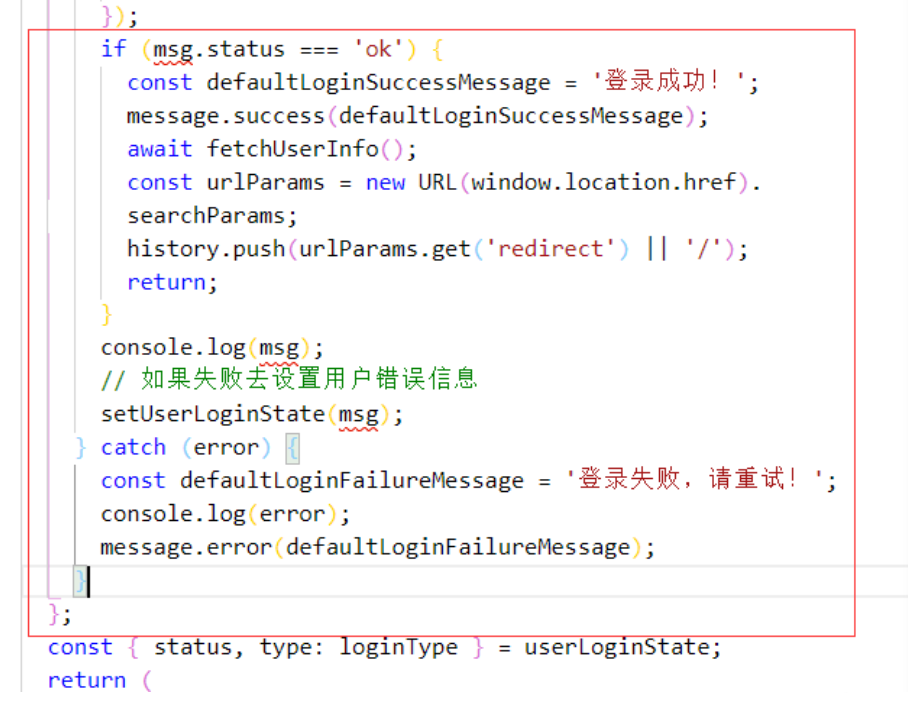 });
if (msg.status === 'ok') {
const defaultLoginSuccessMessage = '登录成功！';
message.success(defaultLoginSuccessMessage);
await fetchUserInfo();
const urlParams = new URL(window.location.href).
searchParams;
history.push(urlParams.get('redirect') || '/');
return;
}
console.log(msg);
// 如果失败去设置用户错误信息
setUserLoginState(msg);
} catch (error) {
const defaultLoginFailureMessage = '登录失败，请重试！';
console.log(error);
message.error(defaultLoginFailureMessage);
}
};
const { status, type: loginType } = userLoginState;
return (